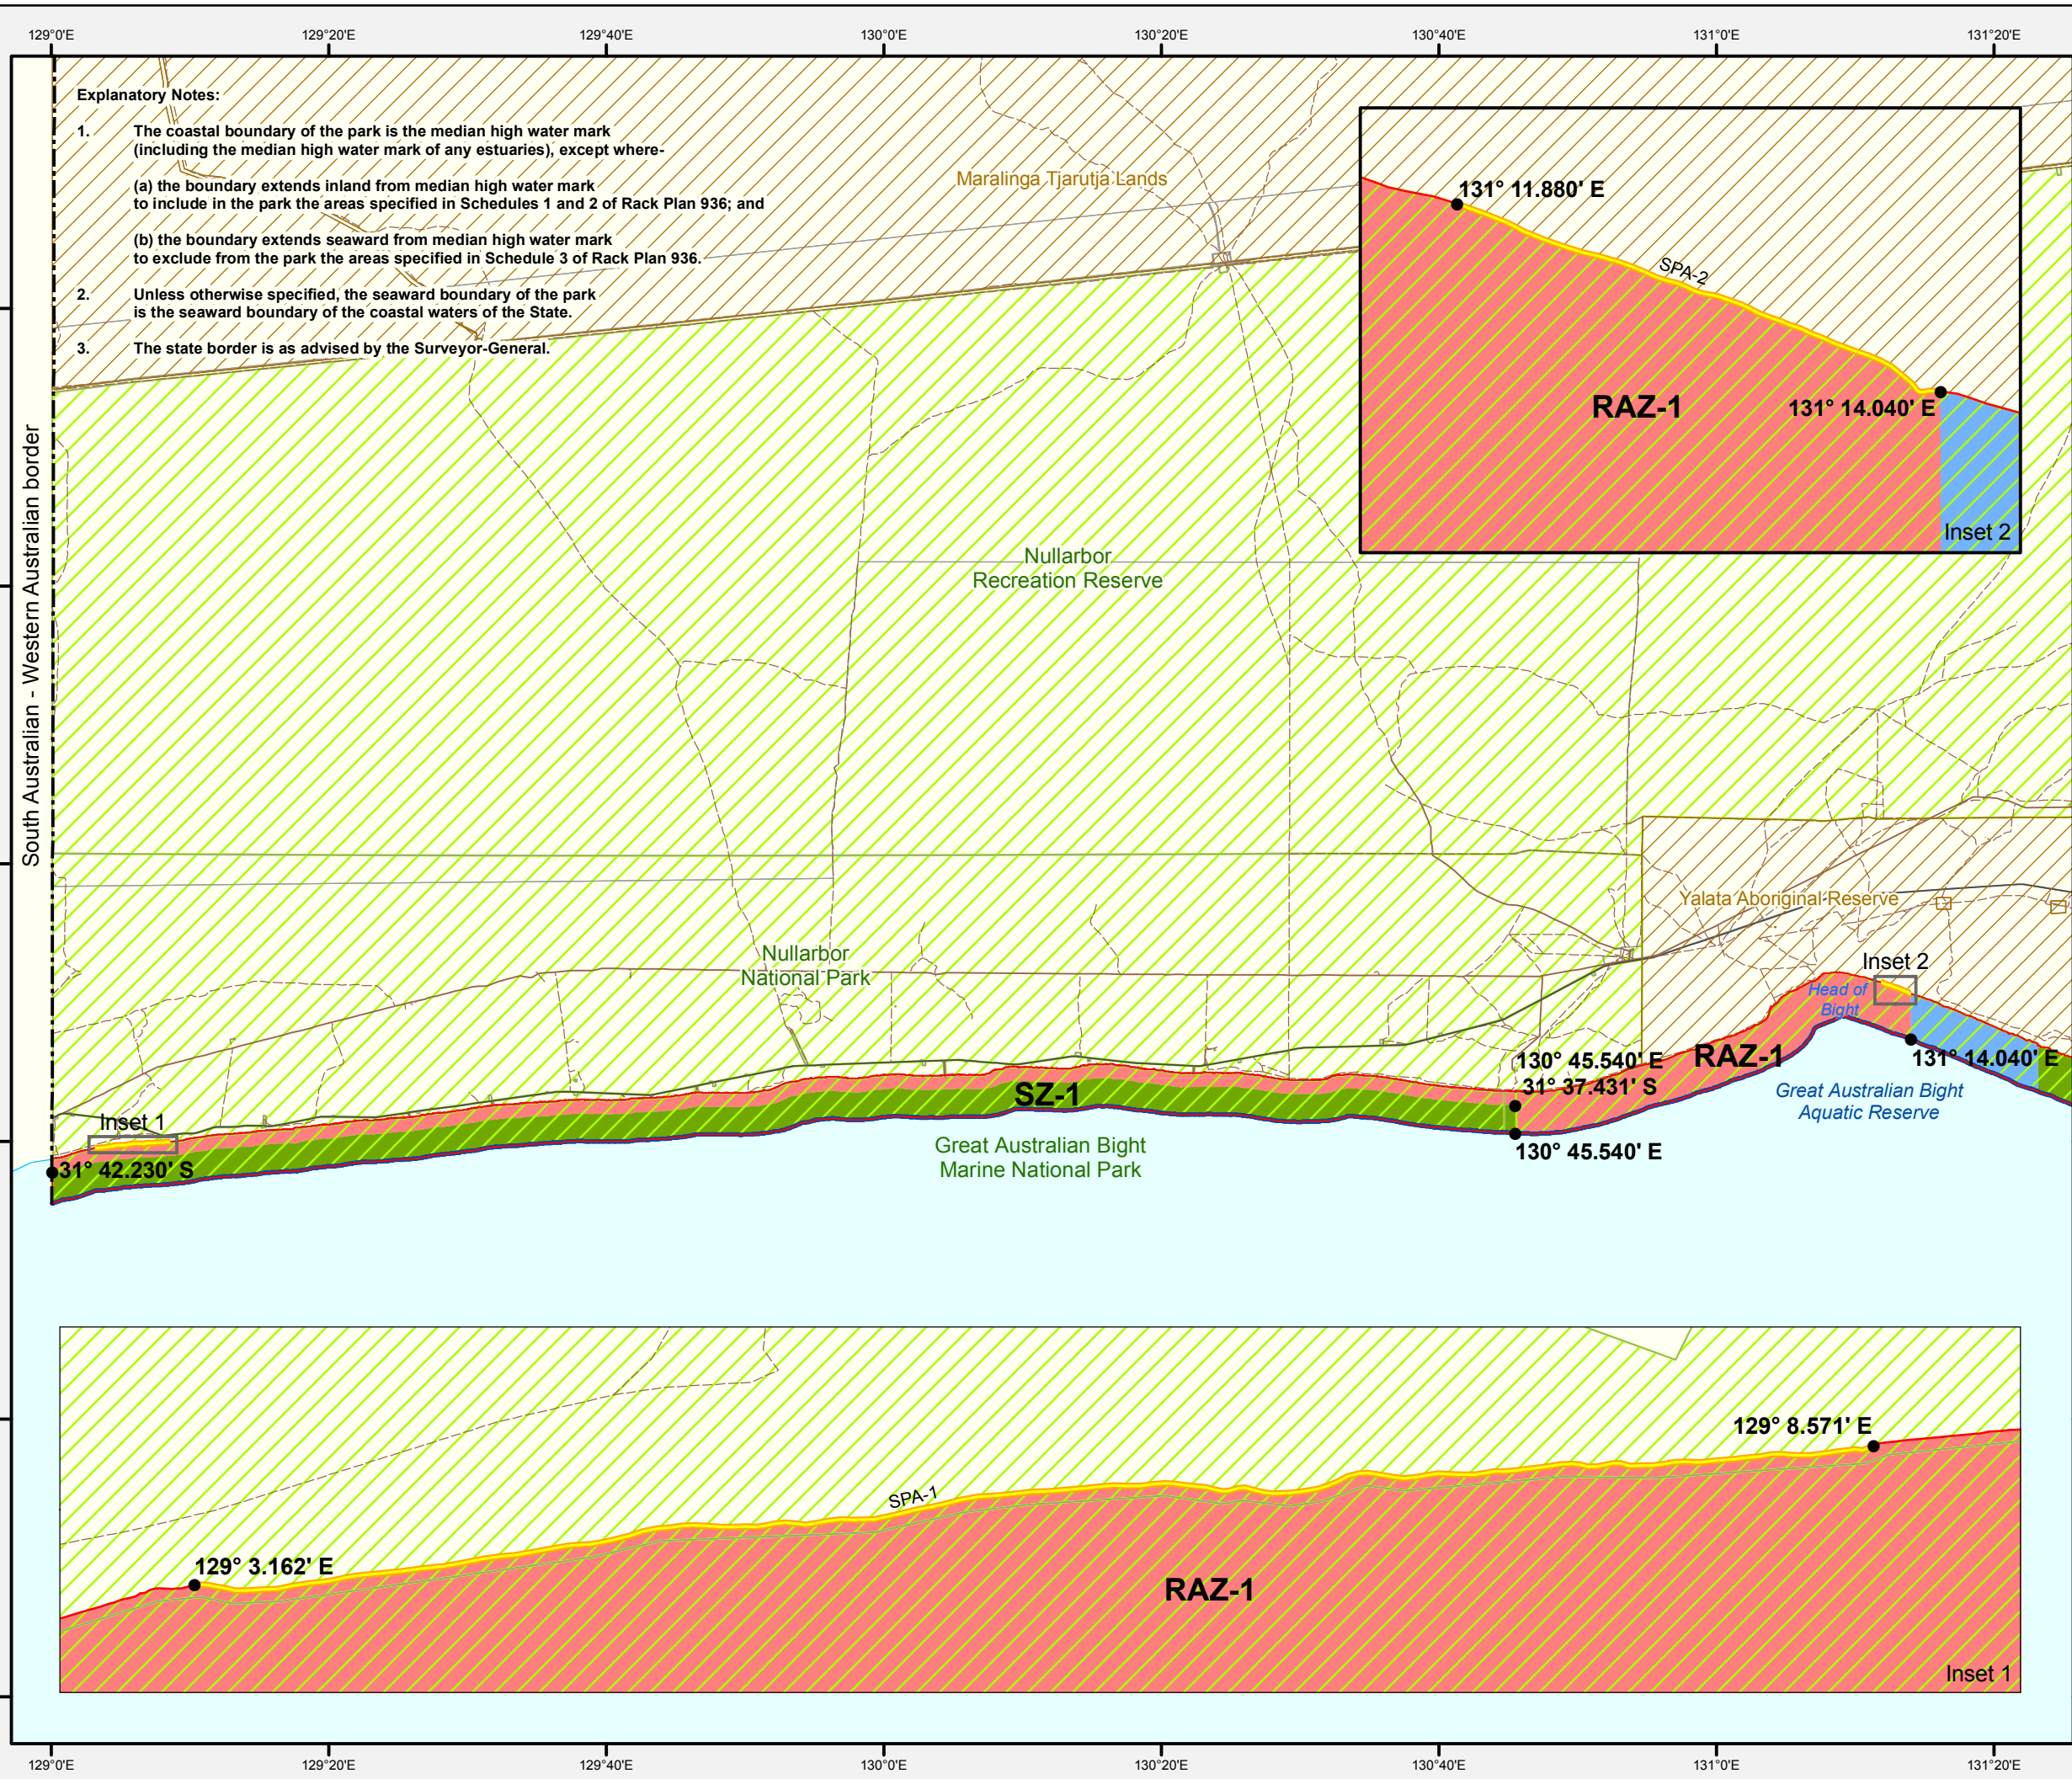 129°0'E
129°20'E
129°40'E
130°0'E
130°20'E
130°40'E
131°0'E
131°20'E
Explanatory Notes:
1. The coastal boundary of the park is the median high water mark
(including the median high water mark of any estuaries), except where-
(a) the boundary extends inland from median high water mark
to include in the park the areas specified in Schedules 1 and 2 of Rack Plan 936; and
(b) the boundary extends seaward from median high water mark
to exclude from the park the areas specified in Schedule 3 of Rack Plan 936.
2. Unless otherwise specified, the seaward boundary of the park
is the seaward boundary of the coastal waters of the State.
3. The state border is as advised by the Surveyor-General.
Maralinga Tjarutja Lands
131° 11.880' E
SPA-2
RAZ-1
131° 14.040' E
Inset 2
South Australian - Western Australian border
Nullarbor
Recreation Reserve
Yalata Aboriginal Reserve
Nullarbor
National Park
Inset 2
Head of
Bight
RAZ-1
130° 45.540' E
31° 37.431' S
131° 14.040' E
SZ-1
Great Australian Bight
Aquatic Reserve
Inset 1
31° 42.230' S
Great Australian Bight
Marine National Park
130° 45.540' E
129° 8.571' E
SPA-1
129° 3.162' E
RAZ-1
Inset 1
129°0'E
129°20'E
129°40'E
130°0'E
130°20'E
130°40'E
131°0'E
131°20'E